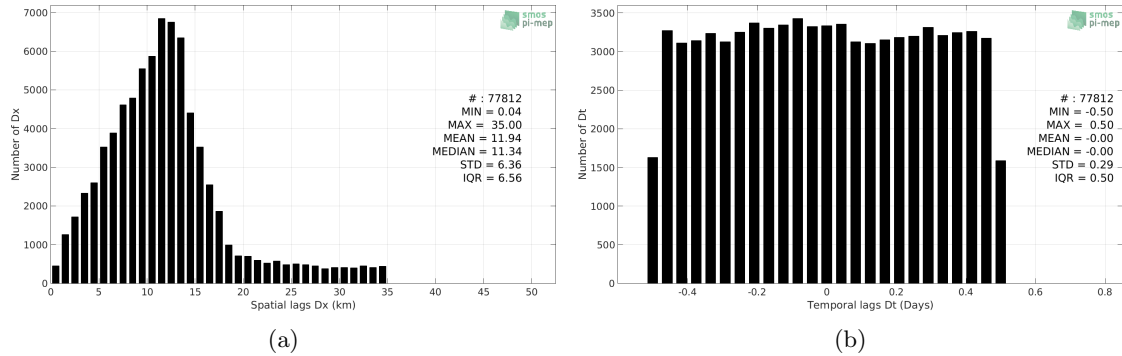 smos
pi-mep
7000
6000
5000
4000
3000
2000
1000
0
Number of Dx
# : 77812
MIN = 0.04
MAX = 35.00
MEAN = 11.94
MEDIAN = 11.34
STD = 6.36
IQR = 6.56
0 5 10 15 20 25 30 35 40 45 50
Spatial lags Dx (km)
(a)
smos
pi-mep
3500
3000
2500
2000
1500
1000
500
0
Number of Dt
# : 77812
MIN = -0.50
MAX = 0.50
MEAN = -0.00
MEDIAN = -0.00
STD = 0.29
IQR = 0.50
-0.4 -0.2 0 0.2 0.4 0.6 0.8
Temporal lags Dt (Days)
(b)